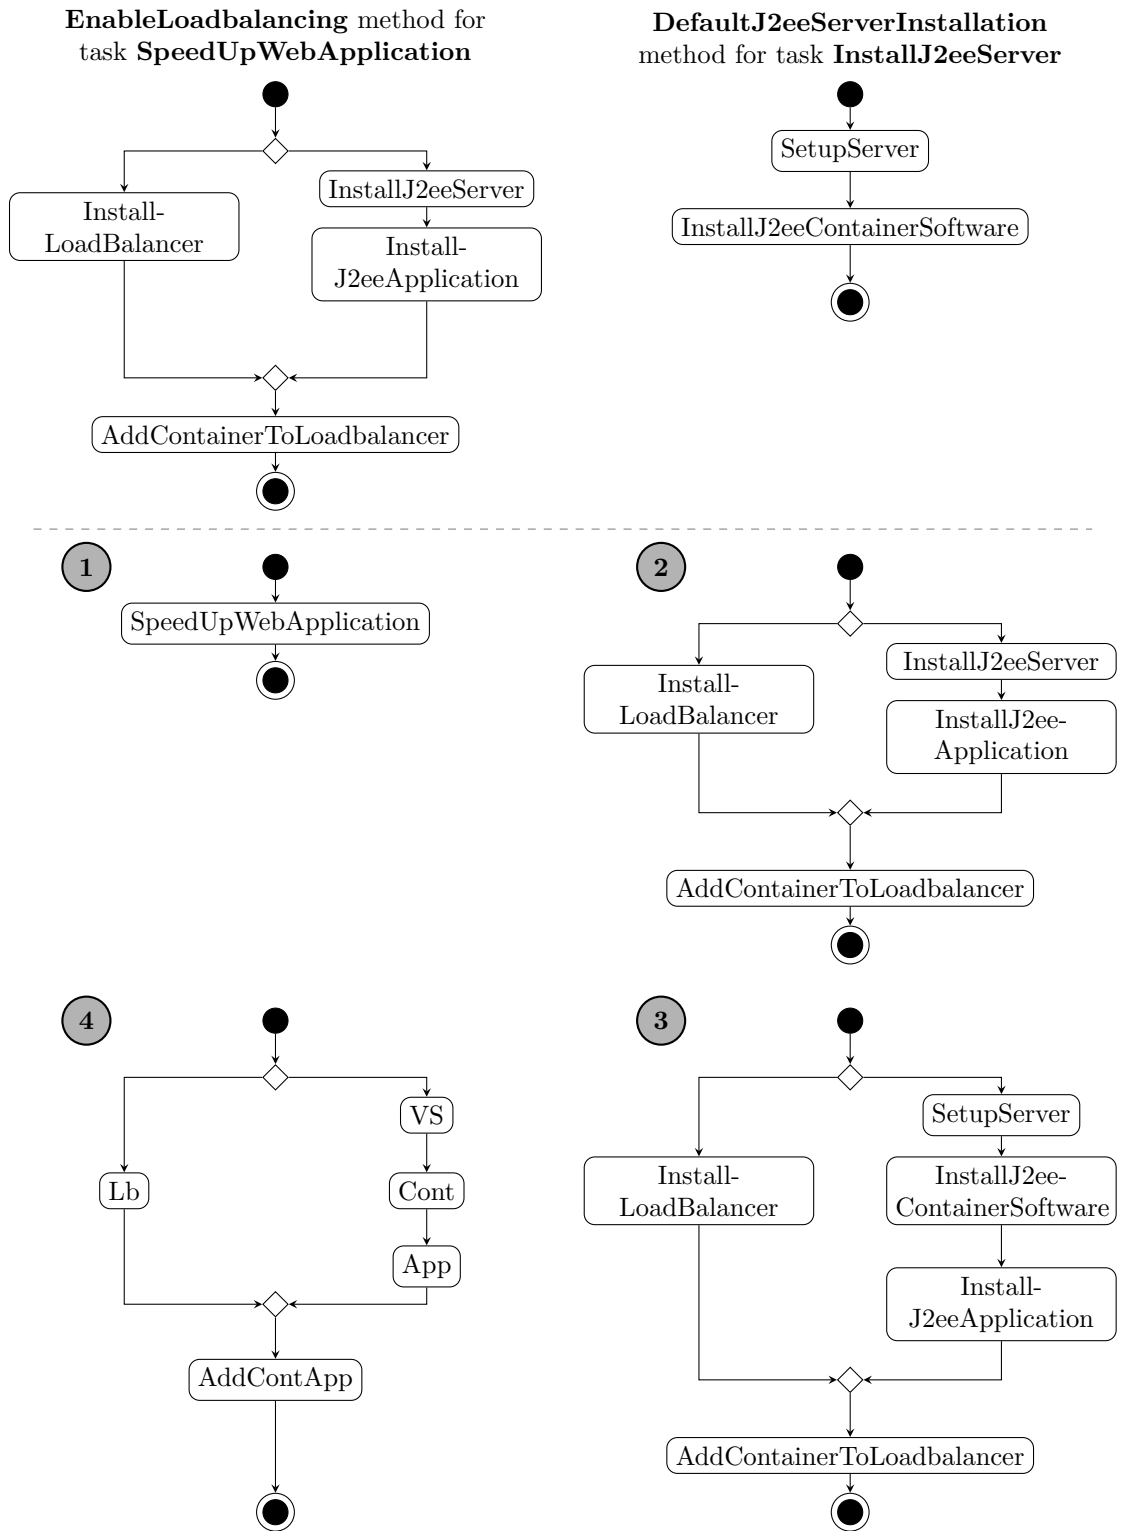 EnableLoadbalancing method for
task SpeedUpWebApplication
DefaultJ2eeServerInstallation
method for task InstallJ2eeServer
Install-
LoadBalancer
InstallJ2eeServer
Install-
J2eeApplication
AddContainerToLoadbalancer
SetupServer
InstallJ2eeContainerSoftware
1
SpeedUpWebApplication
2
Install-
LoadBalancer
InstallJ2eeServer
InstallJ2ee-
Application
AddContainerToLoadbalancer
4
VS
Lb
Cont
App
AddContApp
3
SetupServer
Install-
LoadBalancer
InstallJ2ee-
ContainerSoftware
Install-
J2eeApplication
AddContainerToLoadbalancer